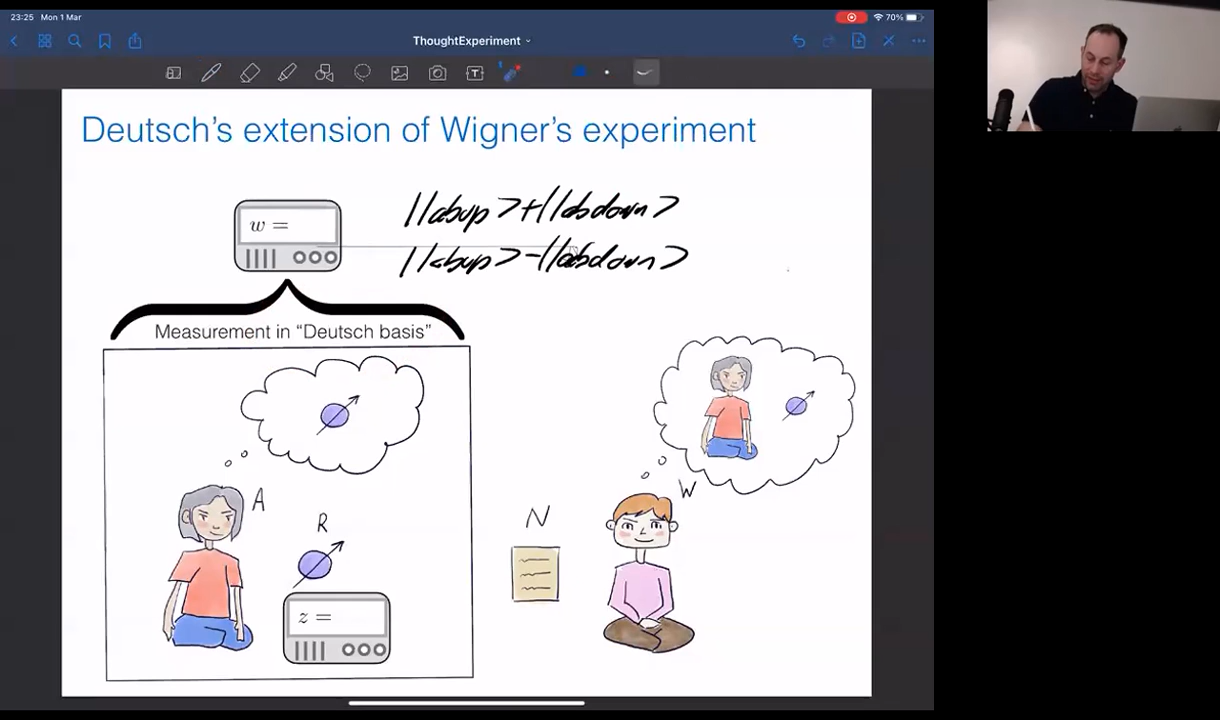 23:25 Mon 1 Mar
70%
ThoughtExperiment
T
Deutsch's extension of Wigner's experiment
w =
|labup>+|labdown>
|labup>-|labdown>
Measurement in "Deutsch basis"
A
R
z =
N
W